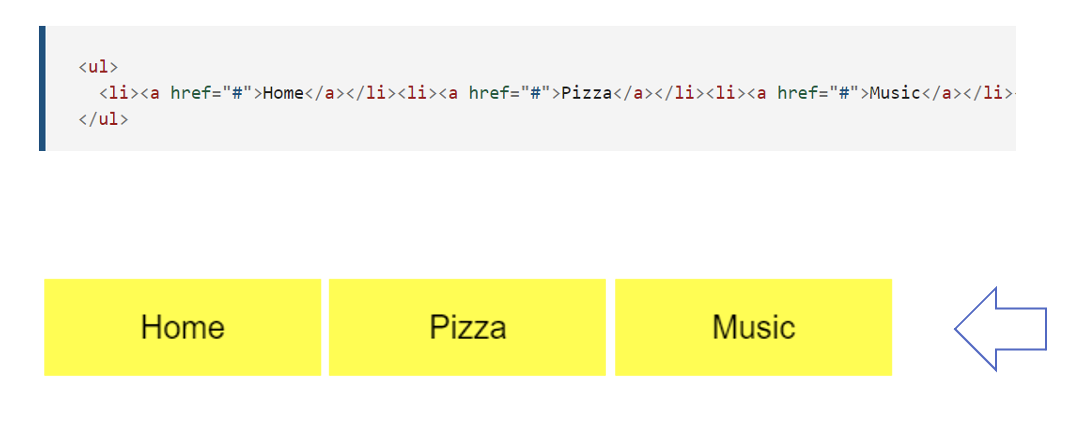 <ul>
  <li><a href="#">Home</a></li><li><a href="#">Pizza</a></li><li><a href="#">Music</a></li>
</ul>
Home Pizza Music